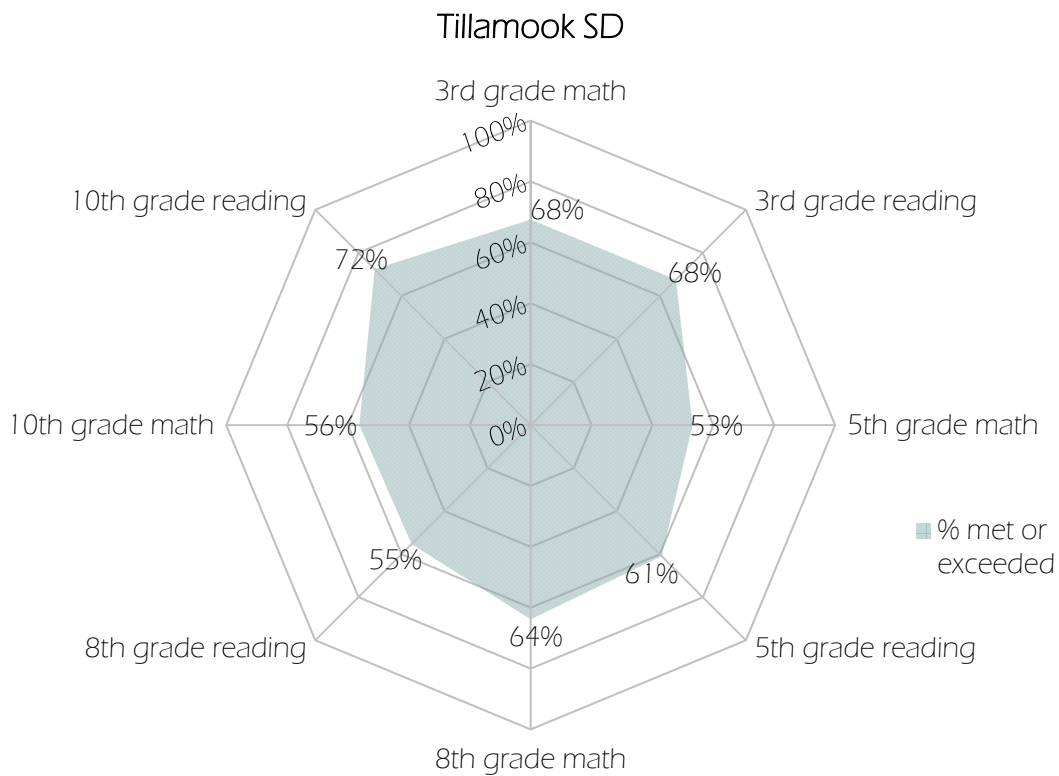 Tillamook SD
3rd grade math
100%
10th grade reading
80%
68%
3rd grade reading
72%
60%
68%
40%
20%
10th grade math
56%
0%
53%
5th grade math
% met or
exceeded
55%
61%
64%
8th grade reading
5th grade reading
8th grade math